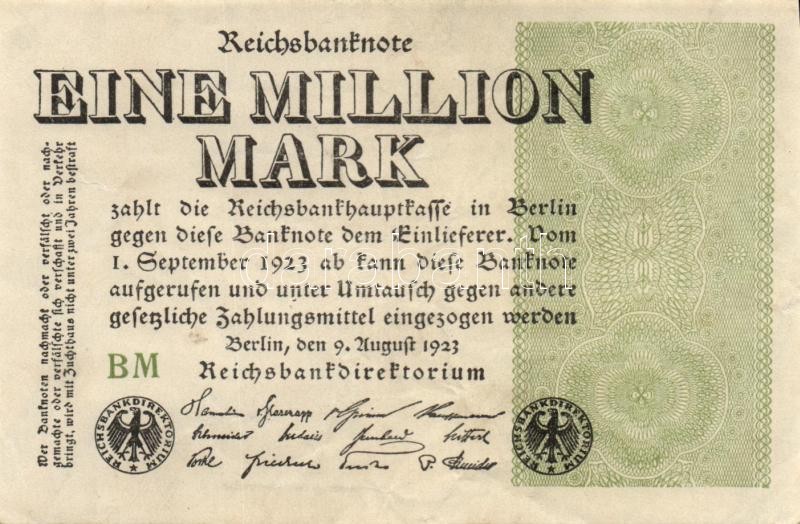 Reichsbanknote
EINE MILLION
MARK
zahlt die Reichsbankhauptkasse in Berlin
gegen diese Banknote dem Einlieferer. Vom
1. September 1923 ab kann diese Banknote
aufgerufen und unter Umtausch gegen andere
gesetzliche Zahlungsmittel eingezogen werden
Berlin, den 9. August 1923
BM
Reichsbankdirektorium
Wer Banknoten nachmacht oder verfälscht oder nach-
gemachte oder verfälschte sich verschafft und in Verkehr
bringt, wird mit Zuchthaus nicht unter zwei Jahren bestraft
REICHSBANKDIREKTORIUM
REICHSBANKDIREKTORIUM